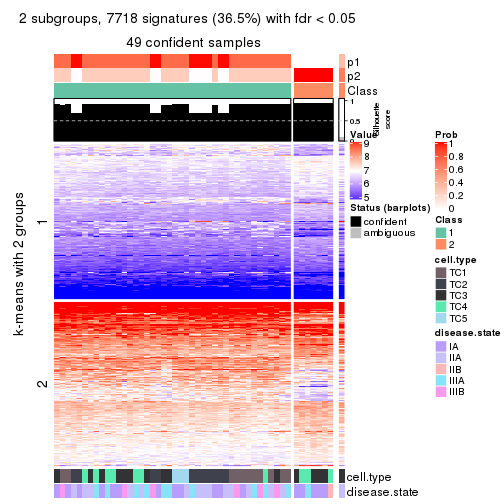 2 subgroups, 7718 signatures (36.5%) with fdr < 0.05
49 confident samples
p1
p2
Class
1
0.5
0
Silhouette
score
k-means with 2 groups
1
2
cell.type
disease.state
Value
9
8
7
6
5
Status (barplots)
confident
ambiguous
Prob
1
0.8
0.6
0.4
0.2
0
Class
1
2
cell.type
TC1
TC2
TC3
TC4
TC5
disease.state
IA
IIA
IIB
IIIA
IIIB